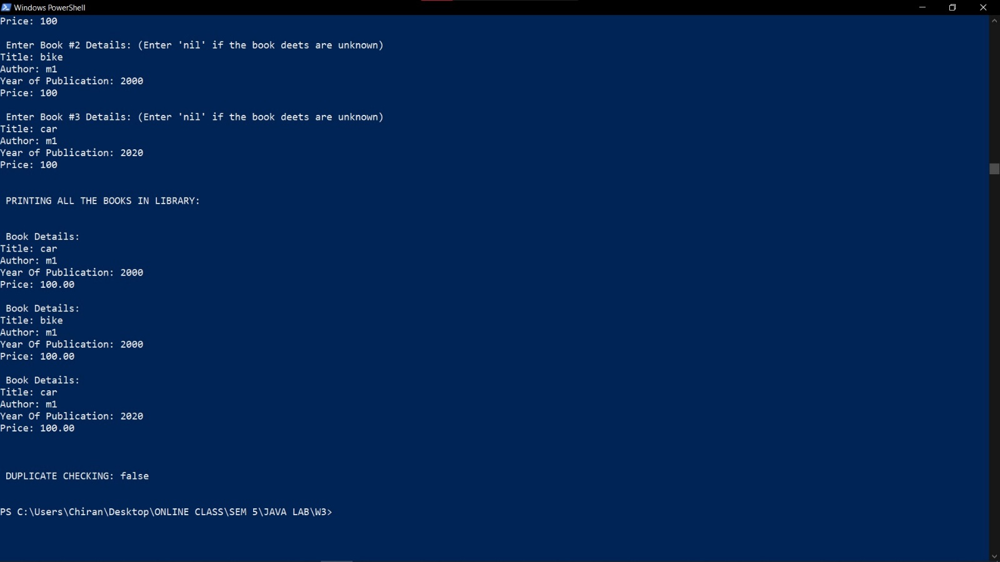 Windows PowerShell
Price: 100
Enter Book #2 Details: (Enter 'nil' if the book deets are unknown)
Title: bike
Author: m1
Year of Publication: 2000
Price: 100
Enter Book #3 Details: (Enter 'nil' if the book deets are unknown)
Title: car
Author: m1
Year of Publication: 2020
Price: 100
PRINTING ALL THE BOOKS IN LIBRARY:
Book Details:
Title: car
Author: m1
Year Of Publication: 2000
Price: 100.00
Book Details:
Title: bike
Author: m1
Year Of Publication: 2000
Price: 100.00
Book Details:
Title: car
Author: m1
Year Of Publication: 2020
Price: 100.00
DUPLICATE CHECKING: false
PS C:\Users\Chiran\Desktop\ONLINE CLASS\SEM 5\JAVA LAB\W3>